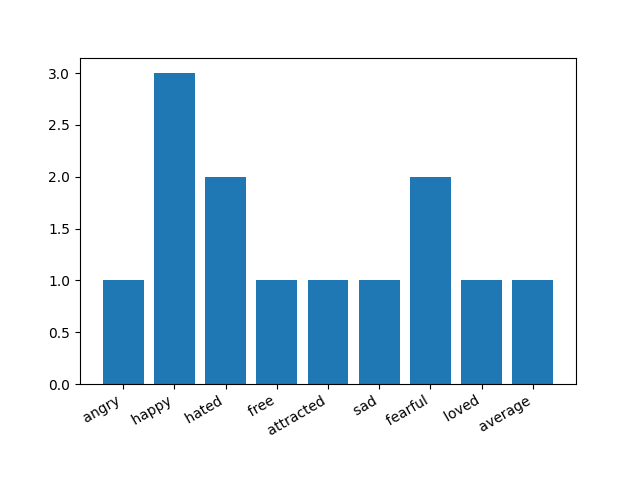 3.0
2.5
2.0
1.5
1.0
0.5
0.0
angry
happy
hated
free
attracted
sad
fearful
loved
average